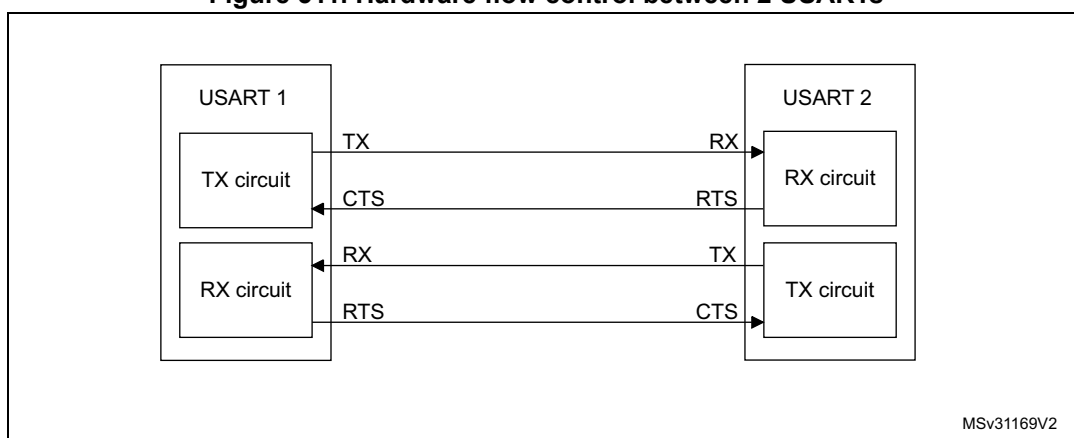 USART 1
USART 2
TX circuit
TX
RX
RX circuit
CTS
RTS
RX circuit
RX
TX
TX circuit
RTS
CTS
MSv31169V2